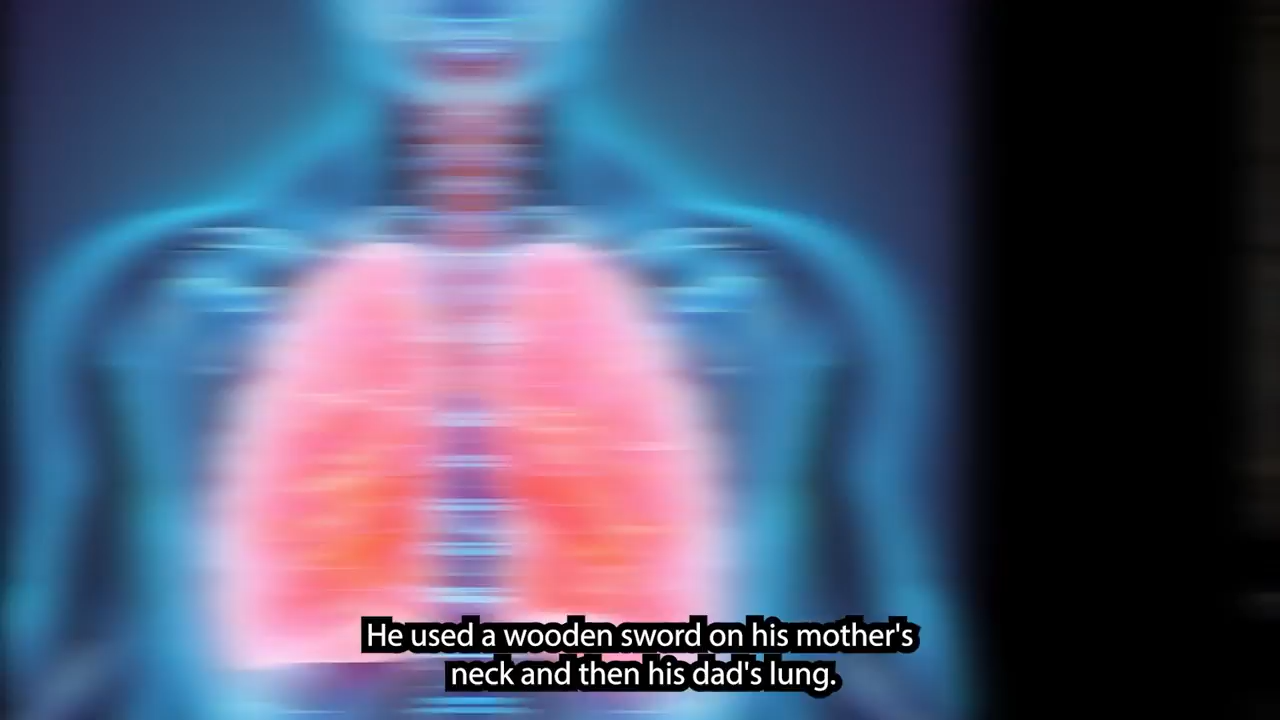 He used a wooden sword on his mother's
neck and then his dad's lung.